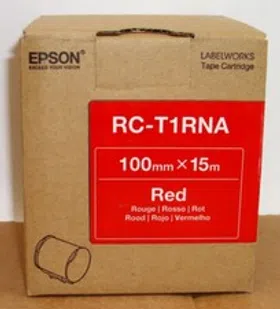 EPSON
EXCEED YOUR VISION
LABELWORKS
Tape Cartridge
RC-T1RNA
100mm×15m
Red
Rouge | Rosso | Rot
Rood | Rojo | Vermelho